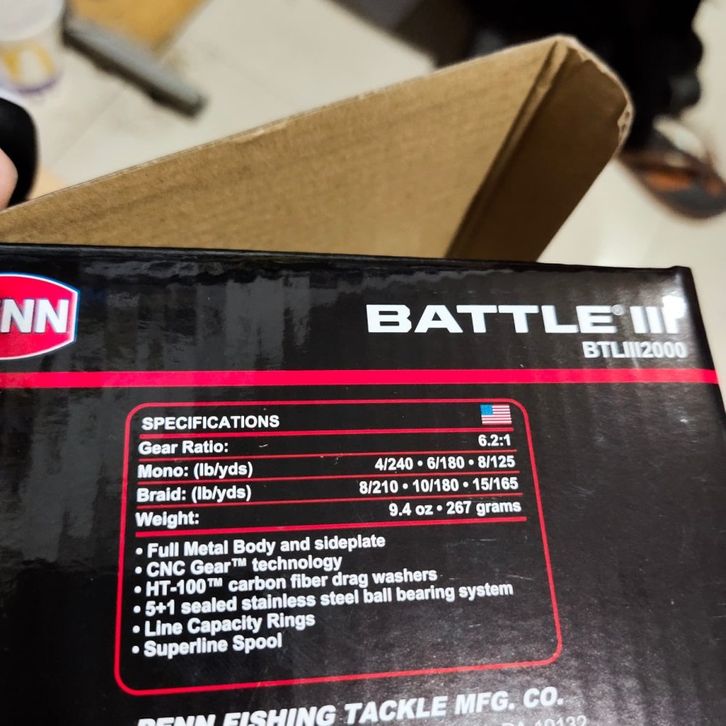 NN
BATTLE® III
BTLIII2000
SPECIFICATIONS
Gear Ratio: 6.2:1
Mono: (lb/yds) 4/240 • 6/180 • 8/125
Braid: (lb/yds) 8/210 • 10/180 • 15/165
Weight: 9.4 oz • 267 grams
• Full Metal Body and sideplate
• CNC Gear™ technology
• HT-100™ carbon fiber drag washers
• 5+1 sealed stainless steel ball bearing system
• Line Capacity Rings
• Superline Spool
PENN FISHING TACKLE MFG. CO.